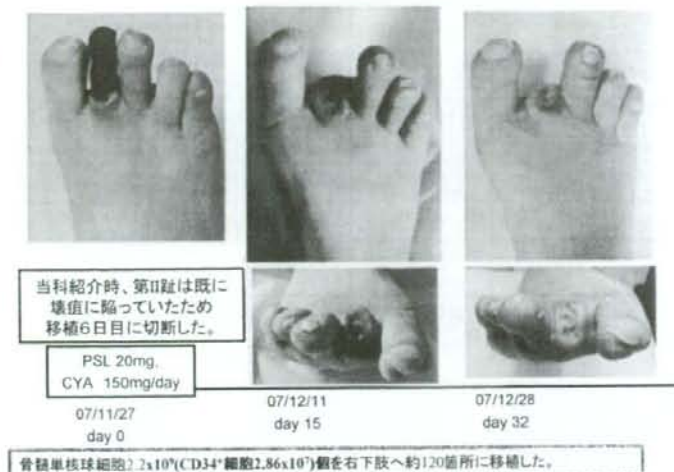 当科紹介時、第II趾は既に
壊疽に陥っていたため
移植6日目に切断した。
PSL 20mg,
CYA 150mg/day
07/11/27
day 0
07/12/11
day 15
07/12/28
day 32
骨髄単核球細胞2.2x10⁹(CD34⁺細胞2.86x10⁷)個を右下肢へ約120箇所に移植した。